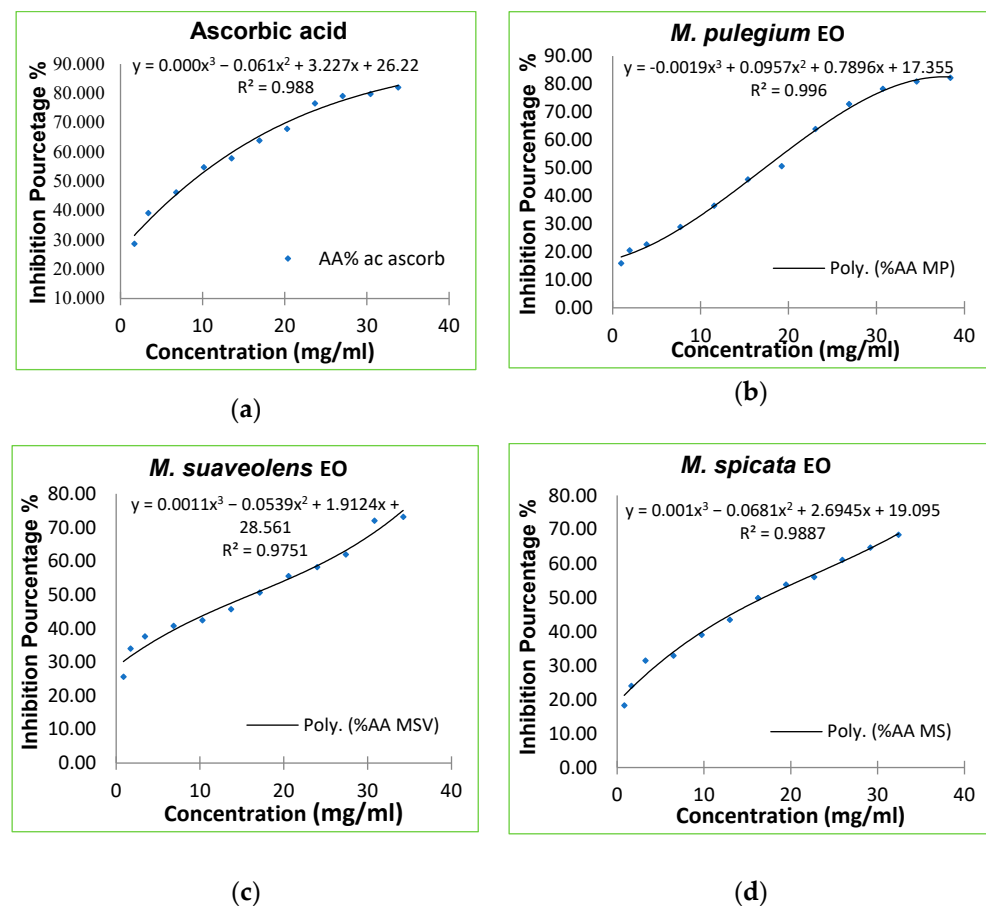 Ascorbic acid
y = 0.000x³ − 0.061x² + 3.227x + 26.22
R² = 0.988
Inhibition Pourcetage %
90.000
80.000
70.000
60.000
50.000
40.000
30.000
20.000
10.000
AA% ac ascorb
0 10 20 30 40
Concentration (mg/ml)
(a)
M. pulegium EO
y = -0.0019x³ + 0.0957x² + 0.7896x + 17.355
R² = 0.996
Inhibition Pourcentage %
90.00
80.00
70.00
60.00
50.00
40.00
30.00
20.00
10.00
0.00
Poly. (%AA MP)
0 10 20 30 40
Concentration (mg/ml)
(b)
M. suaveolens EO
y = 0.0011x³ − 0.0539x² + 1.9124x +
28.561
R² = 0.9751
Inhibition Pourcentage %
80.00
70.00
60.00
50.00
40.00
30.00
20.00
10.00
0.00
Poly. (%AA MSV)
0 10 20 30 40
Concentration (mg/ml)
(c)
M. spicata EO
y = 0.001x³ − 0.0681x² + 2.6945x + 19.095
R² = 0.9887
Inhibition Pourcentage %
80.00
70.00
60.00
50.00
40.00
30.00
20.00
10.00
0.00
Poly. (%AA MS)
0 10 20 30 40
Concentration (mg/ml)
(d)